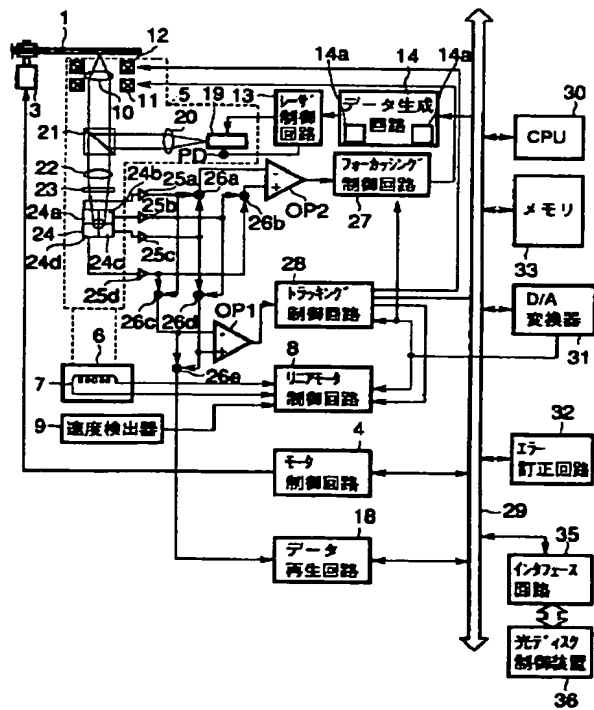 1
12
14a
14
14a
5
19
13
レーザ
制御
回路
データ生成
回路
30
CPU
3
10
11
20
21
PD
フォーカッシング
制御回路
27
22
23
24b
25a
26a
OP2
24a
25b
26b
メモリ
24
25c
24d
24c
33
28
25d
26c
26d
OP1
トラッキング
制御回路
D/A
変換器
31
6
26e
8
7
リニアモータ
制御回路
9
速度検出器
4
32
エラー
訂正回路
モータ
制御回路
29
18
35
データ
再生回路
インタフェース
回路
光ディスク
制御装置
36